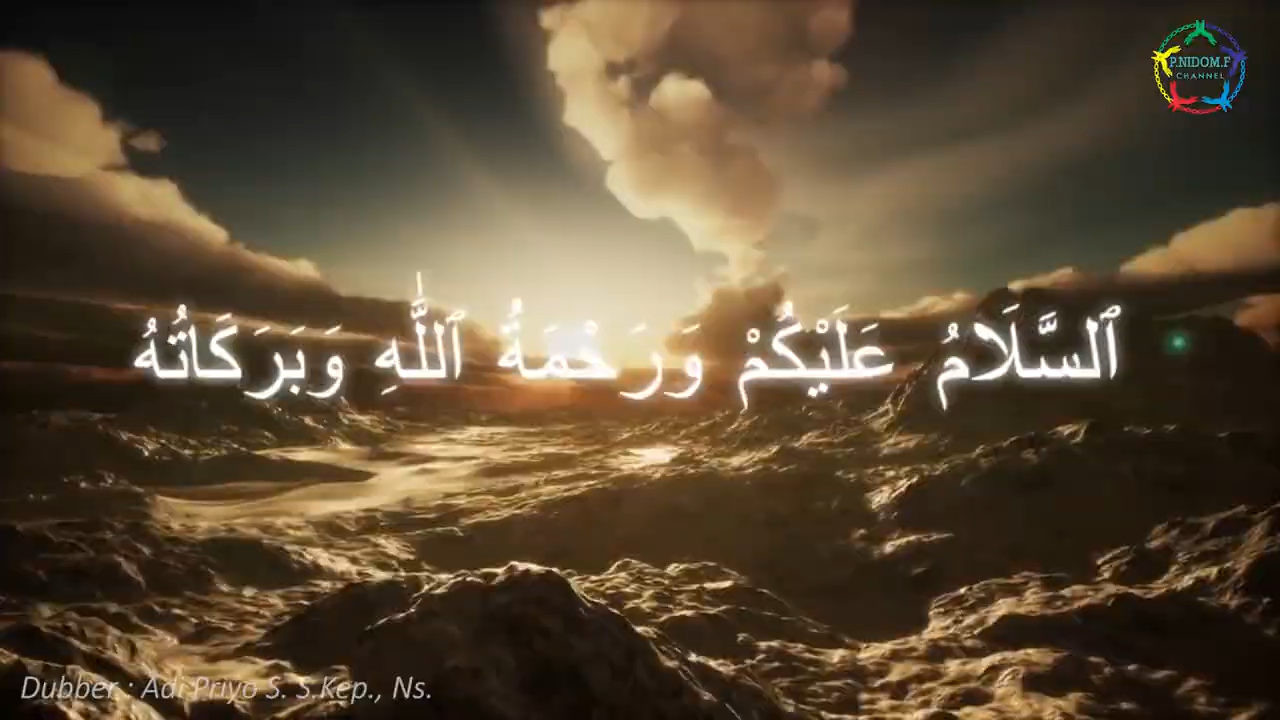 P.NIDOM.F
CHANNEL
ٱلسَّلَامُ عَلَيْكُمْ وَرَحْمَةُ ٱللَّٰهِ وَبَرَكَاتُهُ
Dubber : Adi Priyo S. S.Kep., Ns.